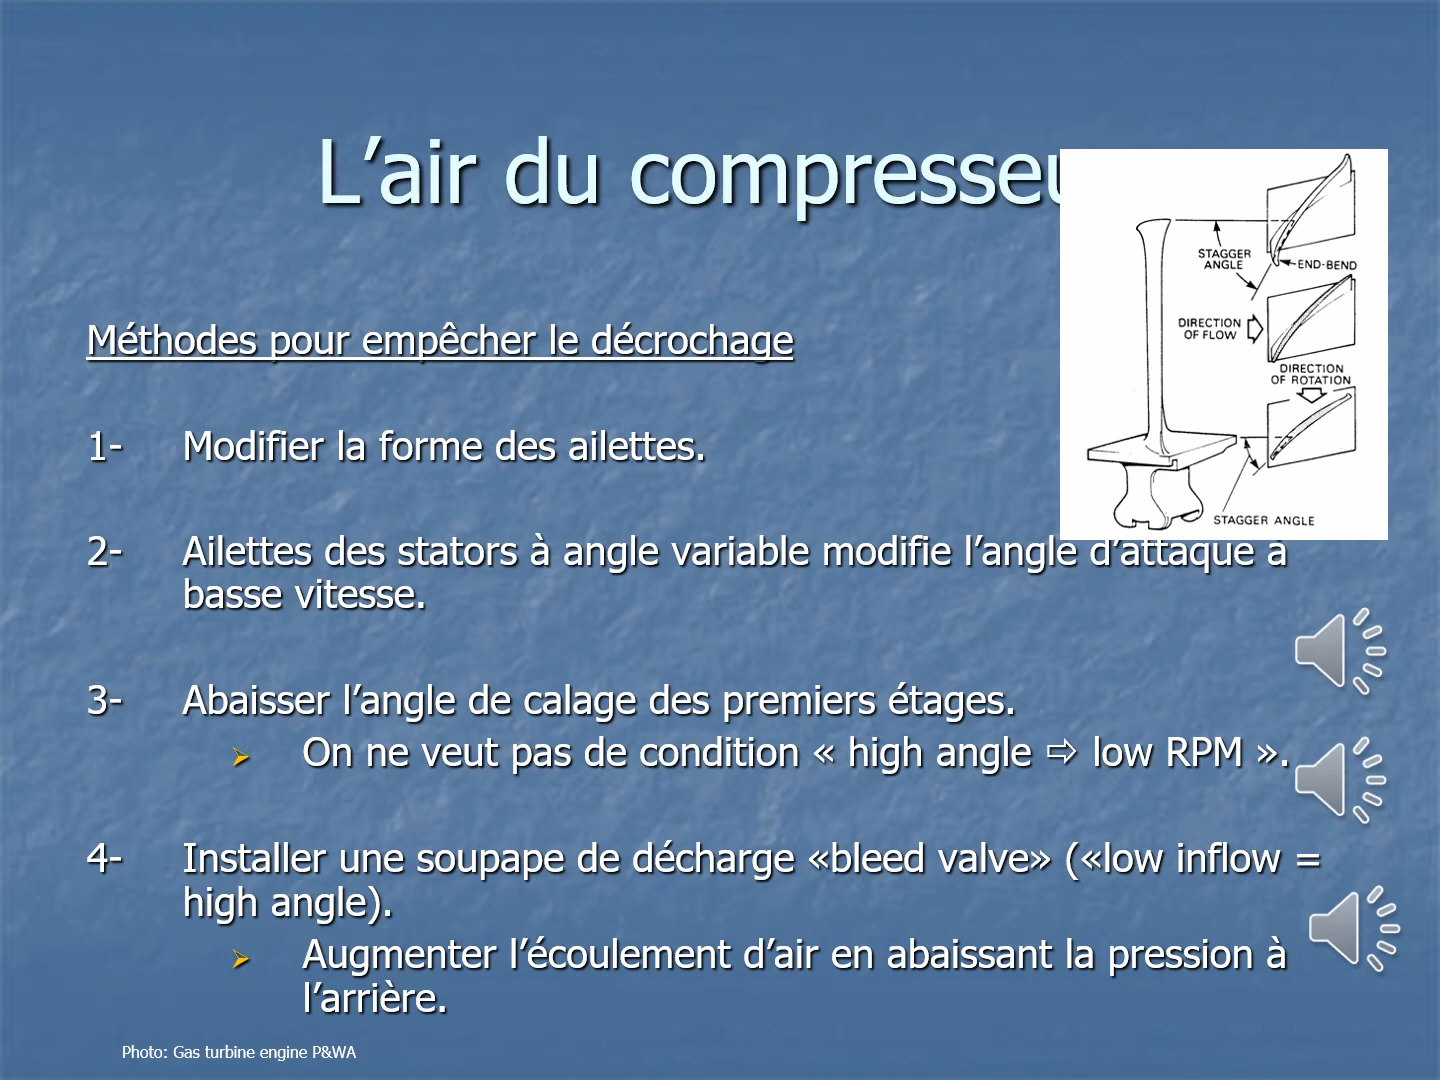 L’air du compresseu
STAGGER
ANGLE
END-BEND
DIRECTION
OF FLOW
DIRECTION
OF ROTATION
STAGGER ANGLE
Méthodes pour empêcher le décrochage
1- Modifier la forme des ailettes.
2- Ailettes des stators à angle variable modifie l’angle d’attaque à
basse vitesse.
3- Abaisser l’angle de calage des premiers étages.
On ne veut pas de condition « high angle ⇨ low RPM ».
4- Installer une soupape de décharge «bleed valve» («low inflow =
high angle).
Augmenter l’écoulement d’air en abaissant la pression à
l’arrière.
Photo: Gas turbine engine P&WA